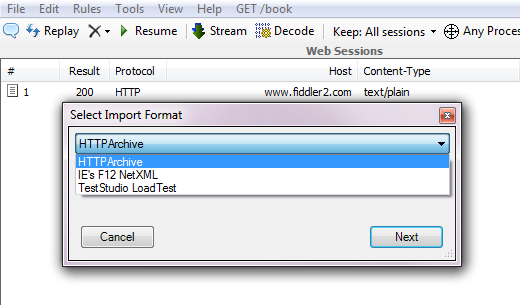 File Edit Rules Tools View Help GET /book
Replay Resume Stream Decode Keep: All sessions Any Proce
Web Sessions
# Result Protocol Host Content-Type
1 200 HTTP www.fiddler2.com text/plain
Select Import Format
HTTPArchive
HTTPArchive
IE's F12 NetXML
TestStudio LoadTest
Cancel Next